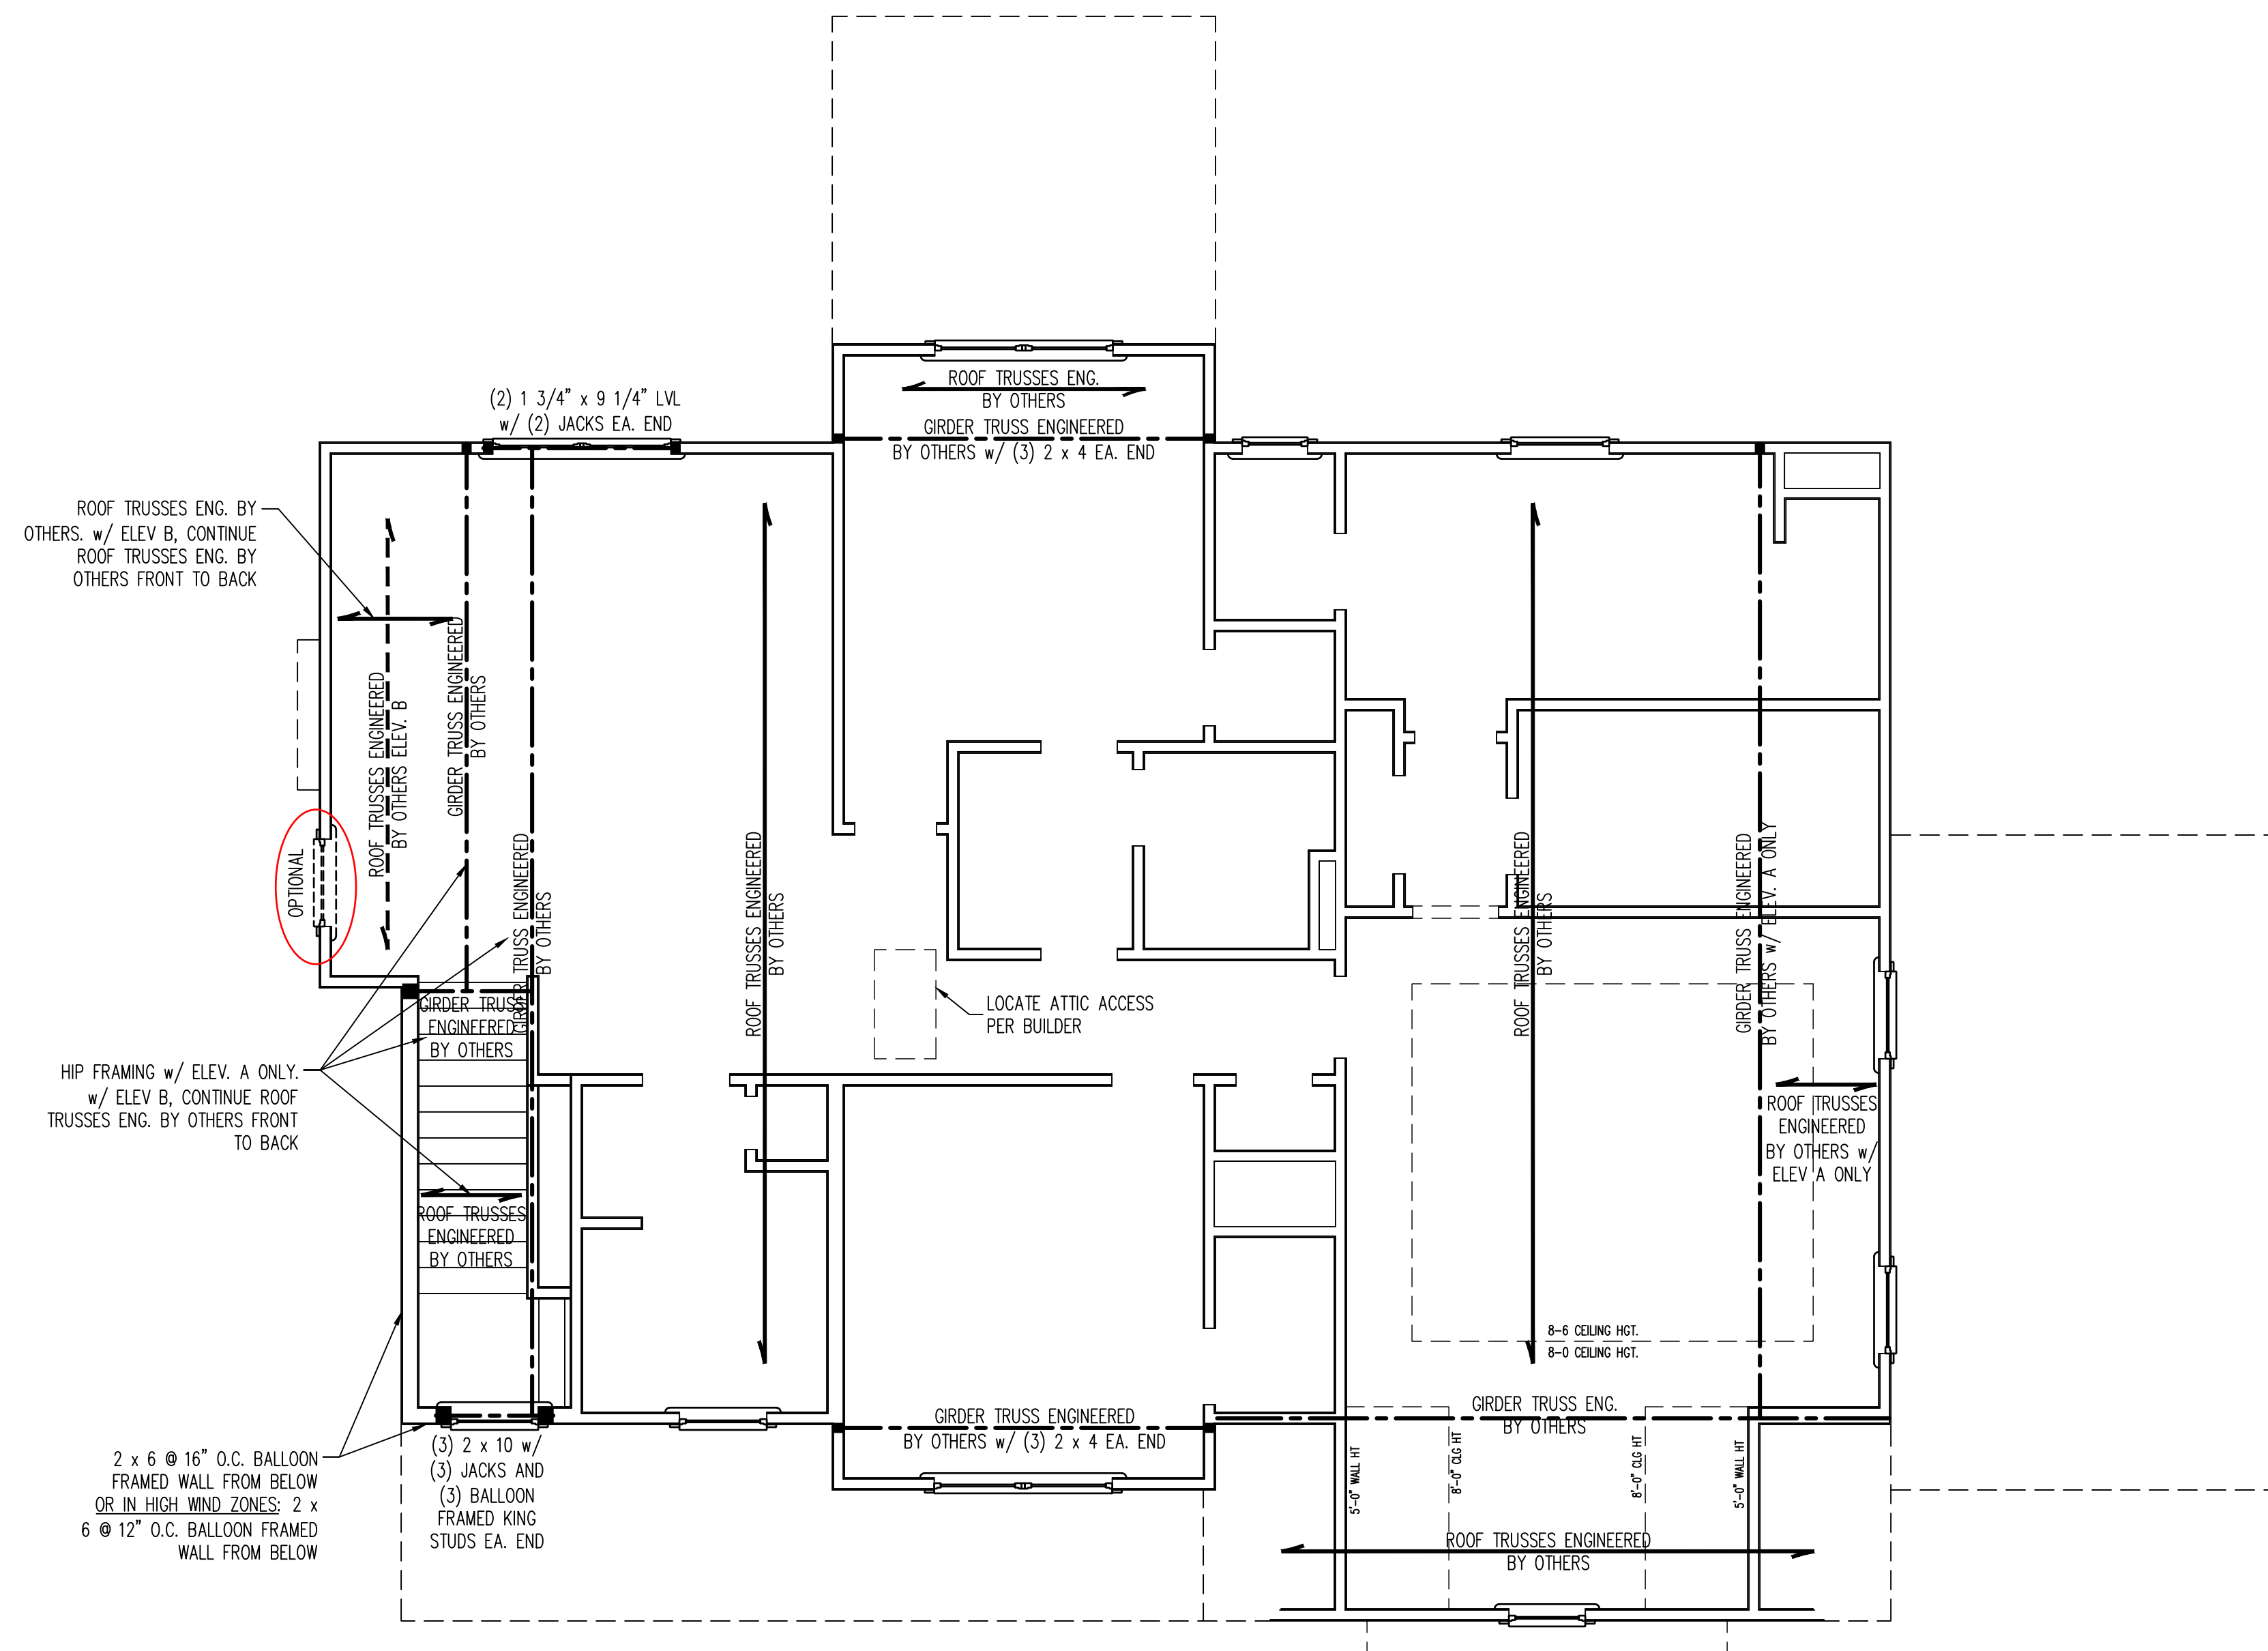 (2) 1 3/4" x 9 1/4" LVL
w/ (2) JACKS EA. END
ROOF TRUSSES ENG.
BY OTHERS
GIRDER TRUSS ENGINEERED
BY OTHERS w/ (3) 2 x 4 EA. END
ROOF TRUSSES ENG. BY
OTHERS. w/ ELEV B, CONTINUE
ROOF TRUSSES ENG. BY
OTHERS FRONT TO BACK
ROOF TRUSSES ENGINEERED
BY OTHERS ELEV. B
GIRDER TRUSS ENGINEERED
BY OTHERS
OPTIONAL
GIRDER TRUSS ENGINEERED
BY OTHERS
ROOF TRUSSES ENGINEERED
BY OTHERS
ROOF TRUSSES ENGINEERED
BY OTHERS
GIRDER TRUSS ENGINEERED
BY OTHERS w/ ELEV. A ONLY
GIRDER TRUSS
ENGINEERED
BY OTHERS
LOCATE ATTIC ACCESS
PER BUILDER
HIP FRAMING w/ ELEV. A ONLY.
w/ ELEV B, CONTINUE ROOF
TRUSSES ENG. BY OTHERS FRONT
TO BACK
ROOF TRUSSES
ENGINEERED
BY OTHERS w/
ELEV A ONLY
ROOF TRUSSES
ENGINEERED
BY OTHERS
8-6 CEILING HGT.
8-0 CEILING HGT.
GIRDER TRUSS ENG.
BY OTHERS
GIRDER TRUSS ENGINEERED
BY OTHERS w/ (3) 2 x 4 EA. END
2 x 6 @ 16" O.C. BALLOON
FRAMED WALL FROM BELOW
OR IN HIGH WIND ZONES: 2 x
6 @ 12" O.C. BALLOON FRAMED
WALL FROM BELOW
(3) 2 x 10 w/
(3) JACKS AND
(3) BALLOON
FRAMED KING
STUDS EA. END
5'-0" WALL HT
8'-0" CLG HT
8'-0" CLG HT
5'-0" WALL HT
ROOF TRUSSES ENGINEERED
BY OTHERS